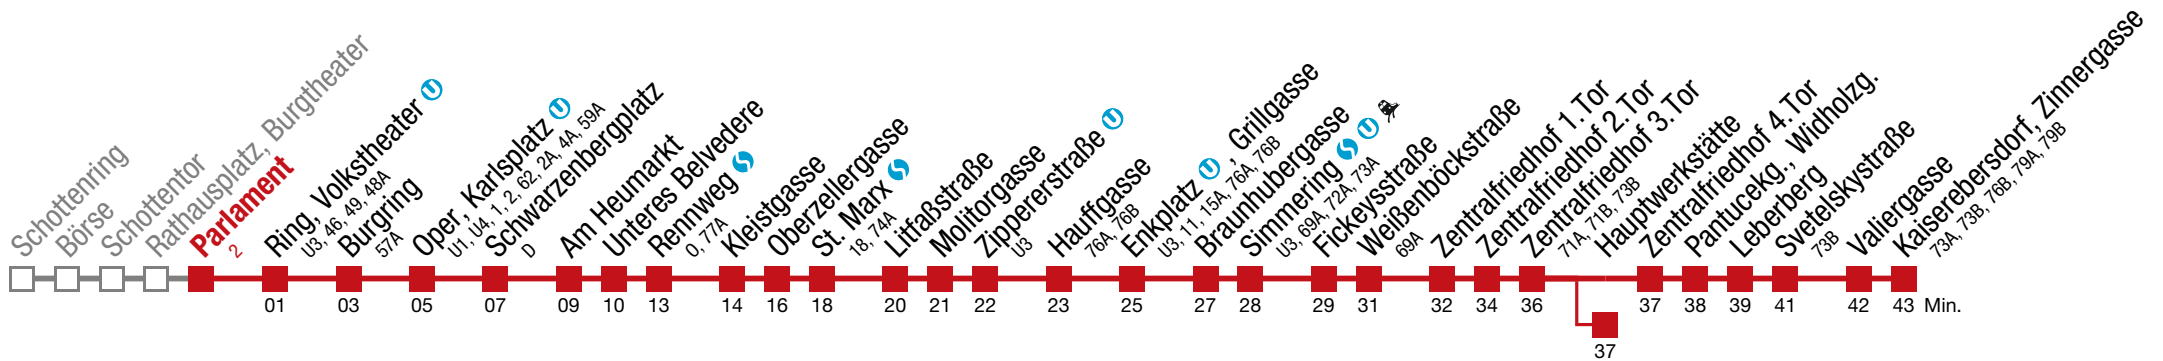 Schottenring
Börse
Schottentor
Rathausplatz, Burgtheater
Parlament
2
Ring, Volkstheater U
U3, 46, 49, 48A
Burgring
57A
Oper, Karlsplatz U
U1, U4, 1, 2, 62, 2A, 4A, 59A
Schwarzenbergplatz
D
Am Heumarkt
Unteres Belvedere
Rennweg S
O, 77A
Kleistgasse
Oberzellergasse
St. Marx S
18, 74A
Litfaßstraße
Molitorgasse
Zippererstraße U
U3
Hauffgasse
76A, 76B
Enkplatz U, Grillgasse
U3, 11, 15A, 76A, 76B
Braunhubergasse
Simmering S U
U3, 69A, 72A, 73A
Fickeysstraße
Weißenböckstraße
69A
Zentralfriedhof 1.Tor
Zentralfriedhof 2.Tor
Zentralfriedhof 3.Tor
71A, 71B, 73B
Hauptwerkstätte
Zentralfriedhof 4.Tor
Pantucekg., Widholzg.
Leberberg
Svetelskystraße
73B
Valiergasse
Kaiserebersdorf, Zinnergasse
73A, 73B, 76B, 79A, 79B
01 03 05 07 09 10 13 14 16 18 20 21 22 23 25 27 28 29 31 32 34 36 37 38 39 41 42 43 Min.
37